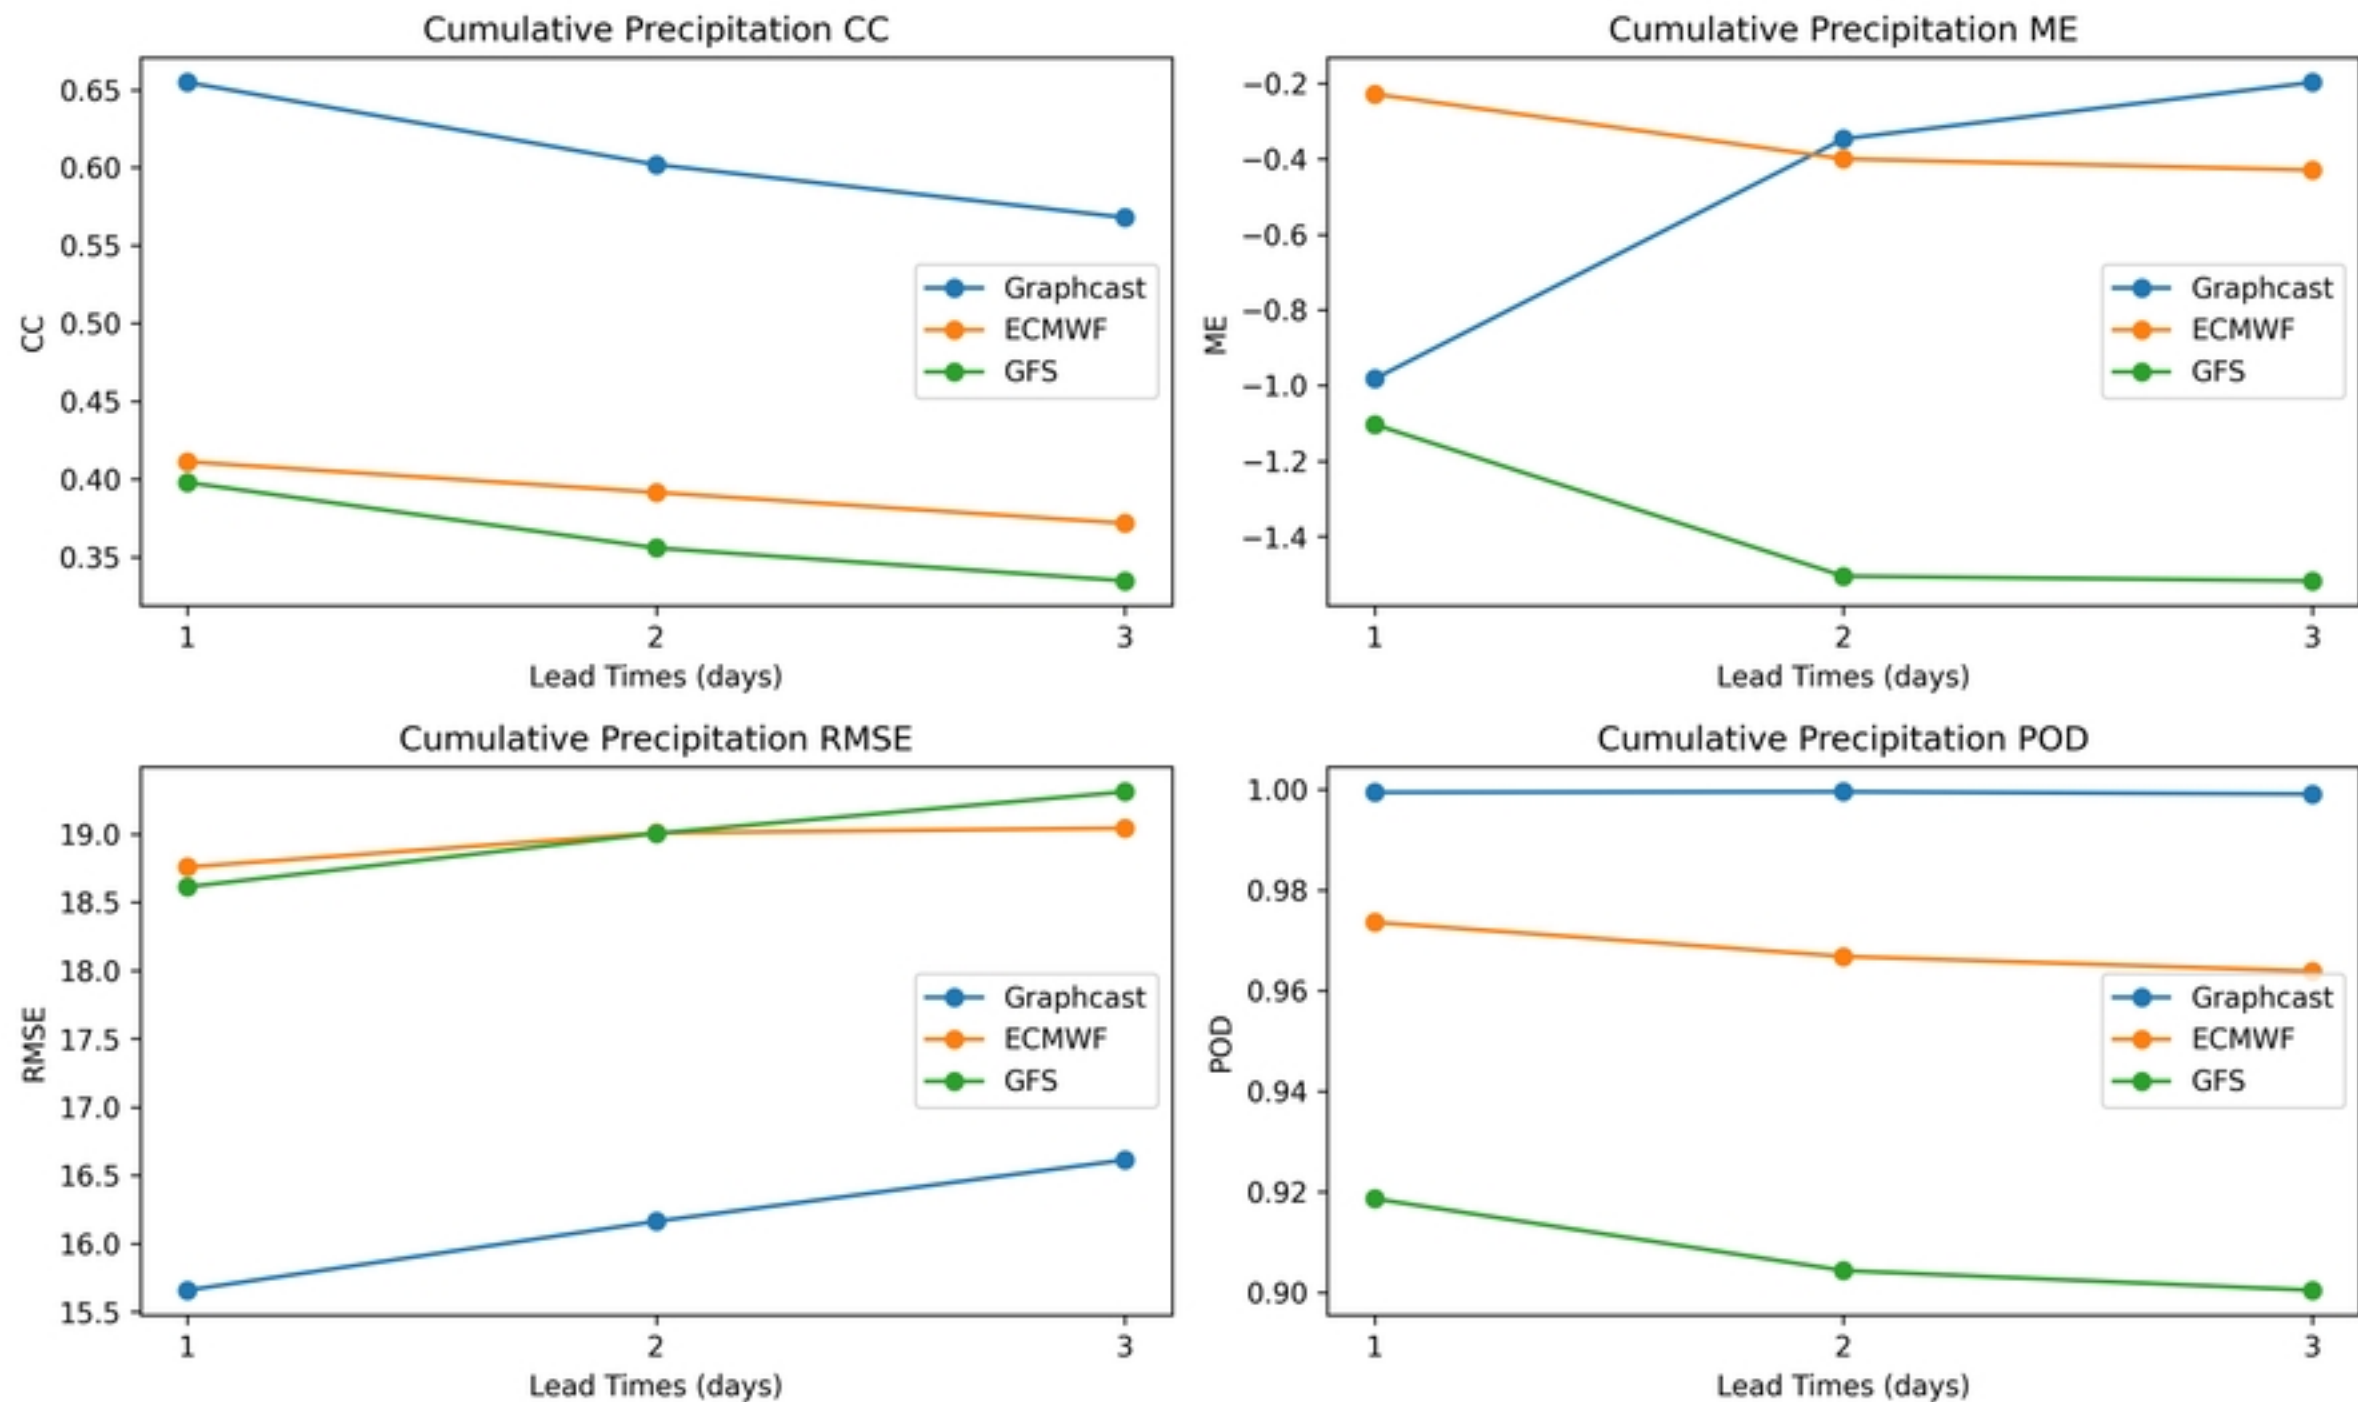 Cumulative Precipitation CC
0.65
0.60
0.55
0.50
0.45
0.40
0.35
CC
Graphcast
ECMWF
GFS
1 2 3
Lead Times (days)
Cumulative Precipitation ME
−0.2
−0.4
−0.6
−0.8
−1.0
−1.2
−1.4
ME
Graphcast
ECMWF
GFS
1 2 3
Lead Times (days)
Cumulative Precipitation RMSE
19.0
18.5
18.0
17.5
17.0
16.5
16.0
15.5
RMSE
Graphcast
ECMWF
GFS
1 2 3
Lead Times (days)
Cumulative Precipitation POD
1.00
0.98
0.96
0.94
0.92
0.90
POD
Graphcast
ECMWF
GFS
1 2 3
Lead Times (days)